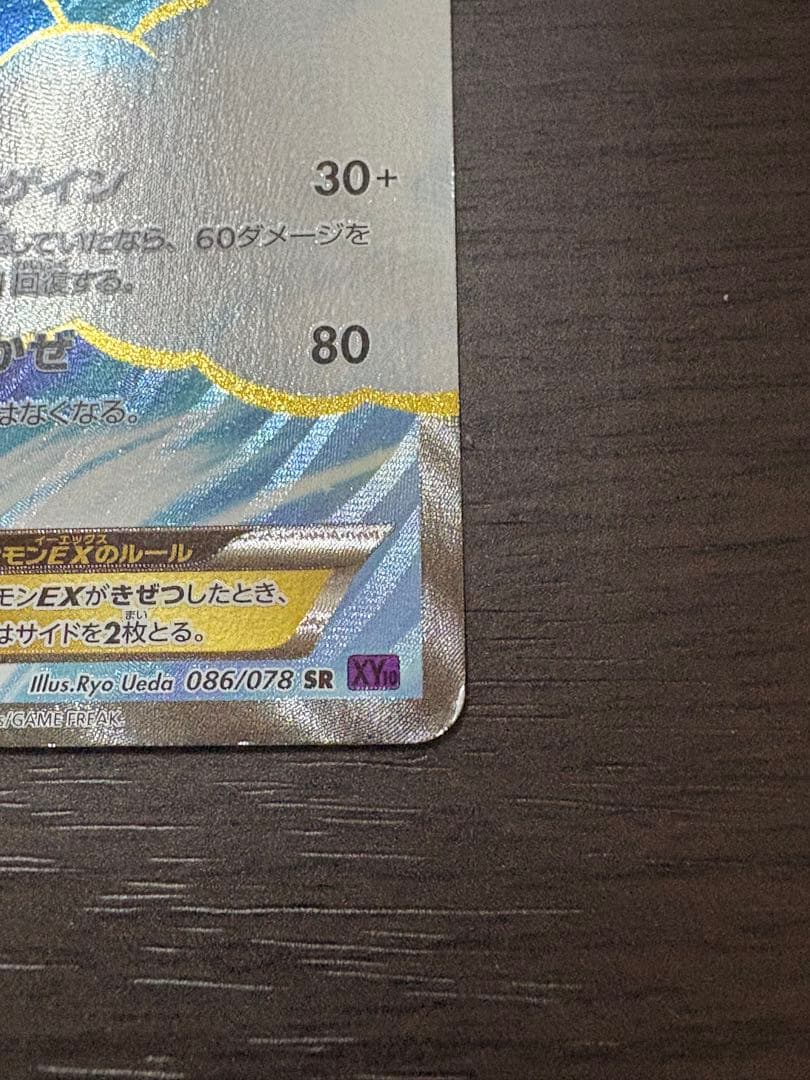 ゲイン 30+
していたなら、60ダメージを
回復する。
かぜ 80
はなくなる。
イーエックス
モンEXのルール
モンEXがきぜつしたとき、
まい
はサイドを2枚とる。
Illus.Ryo Ueda 086/078 SR XY10
/GAME FREAK.